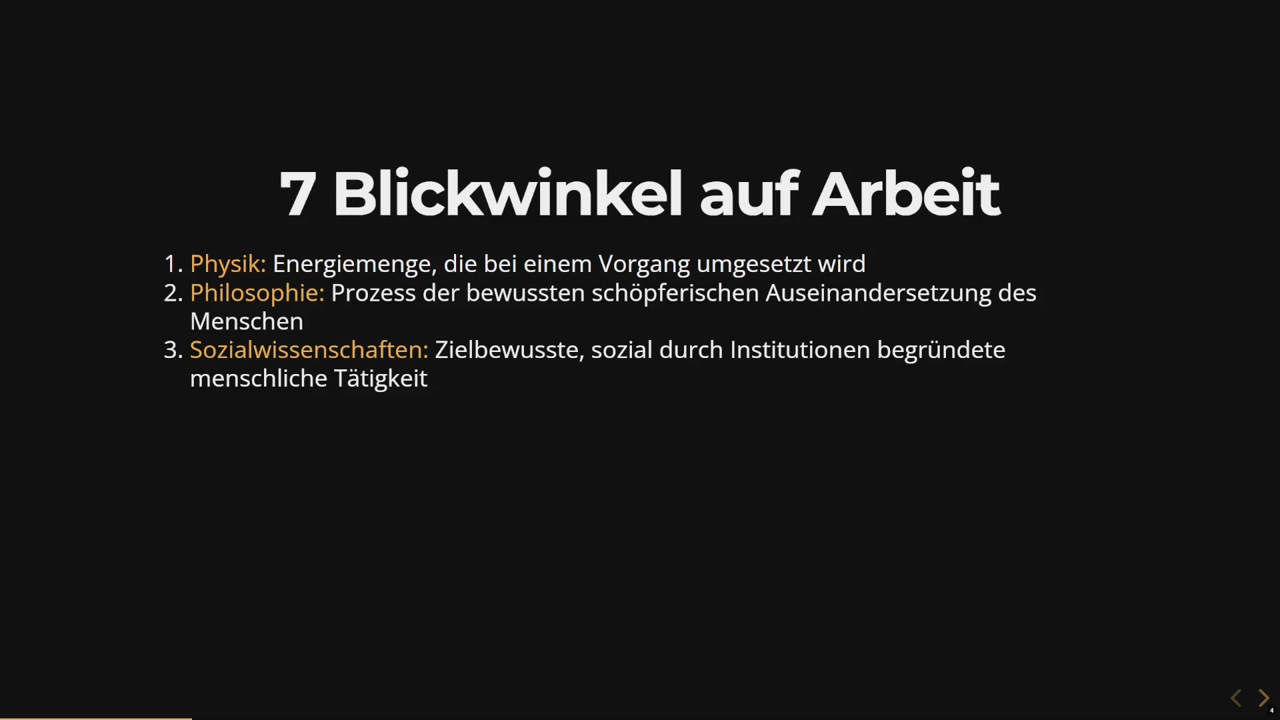 7 Blickwinkel auf Arbeit
1. Physik: Energiemenge, die bei einem Vorgang umgesetzt wird
2. Philosophie: Prozess der bewussten schöpferischen Auseinandersetzung des
Menschen
3. Sozialwissenschaften: Zielbewusste, sozial durch Institutionen begründete
menschliche Tätigkeit
4